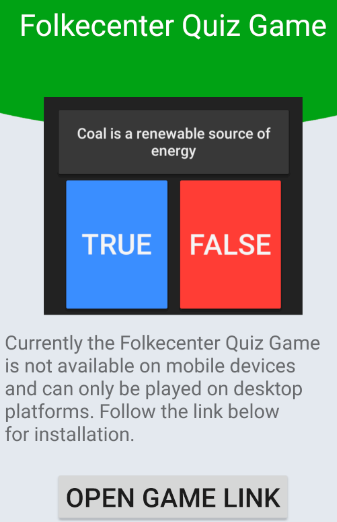 Folkecenter Quiz Game
Coal is a renewable source of
energy
TRUE
FALSE
Currently the Folkecenter Quiz Game
is not available on mobile devices
and can only be played on desktop
platforms. Follow the link below
for installation.
OPEN GAME LINK